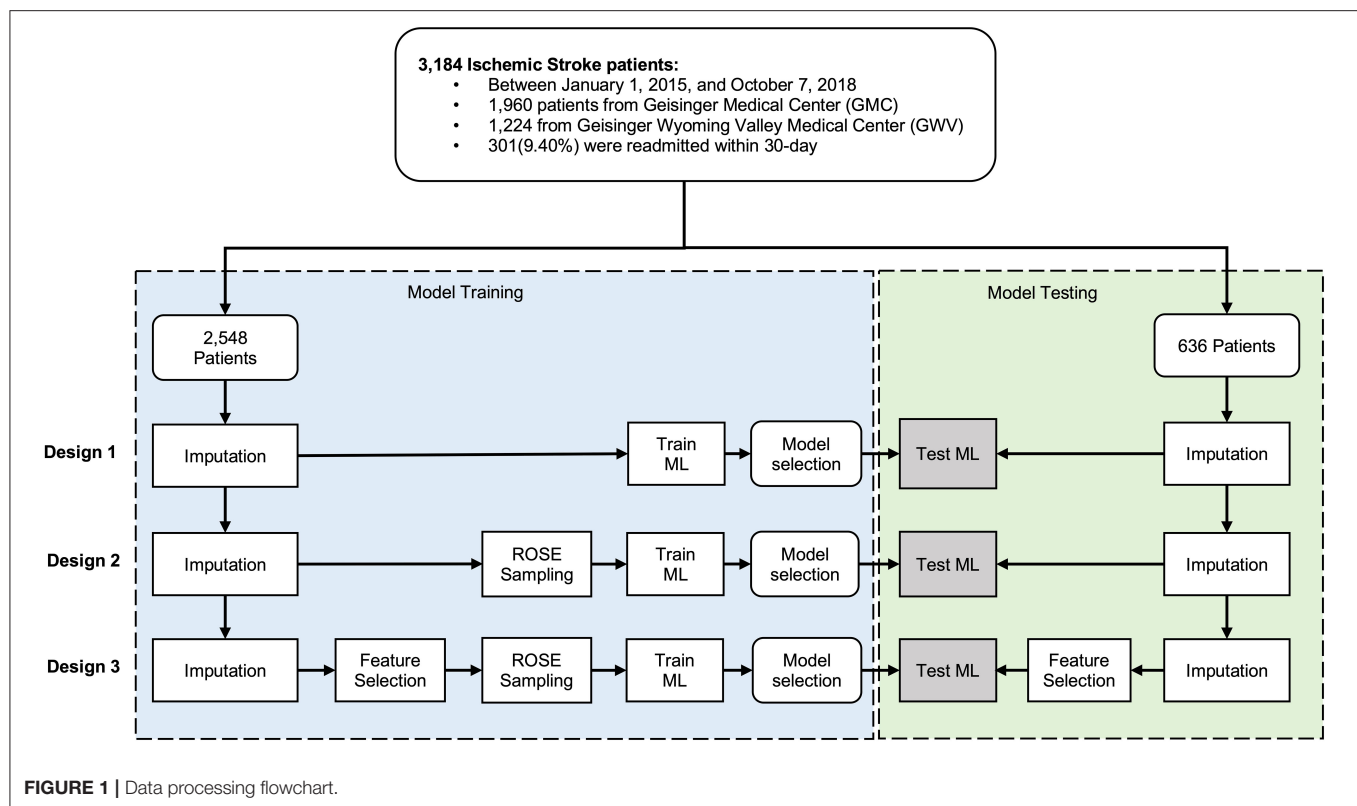 3,184 Ischemic Stroke patients:
• Between January 1, 2015, and October 7, 2018
• 1,960 patients from Geisinger Medical Center (GMC)
• 1,224 from Geisinger Wyoming Valley Medical Center (GWV)
• 301(9.40%) were readmitted within 30-day
Model Training
Model Testing
2,548
Patients
636 Patients
Design 1
Imputation
Train
ML
Model
selection
Test ML
Imputation
Design 2
Imputation
ROSE
Sampling
Train
ML
Model
selection
Test ML
Imputation
Design 3
Imputation
Feature
Selection
ROSE
Sampling
Train
ML
Model
selection
Test ML
Feature
Selection
Imputation
FIGURE 1 | Data processing flowchart.